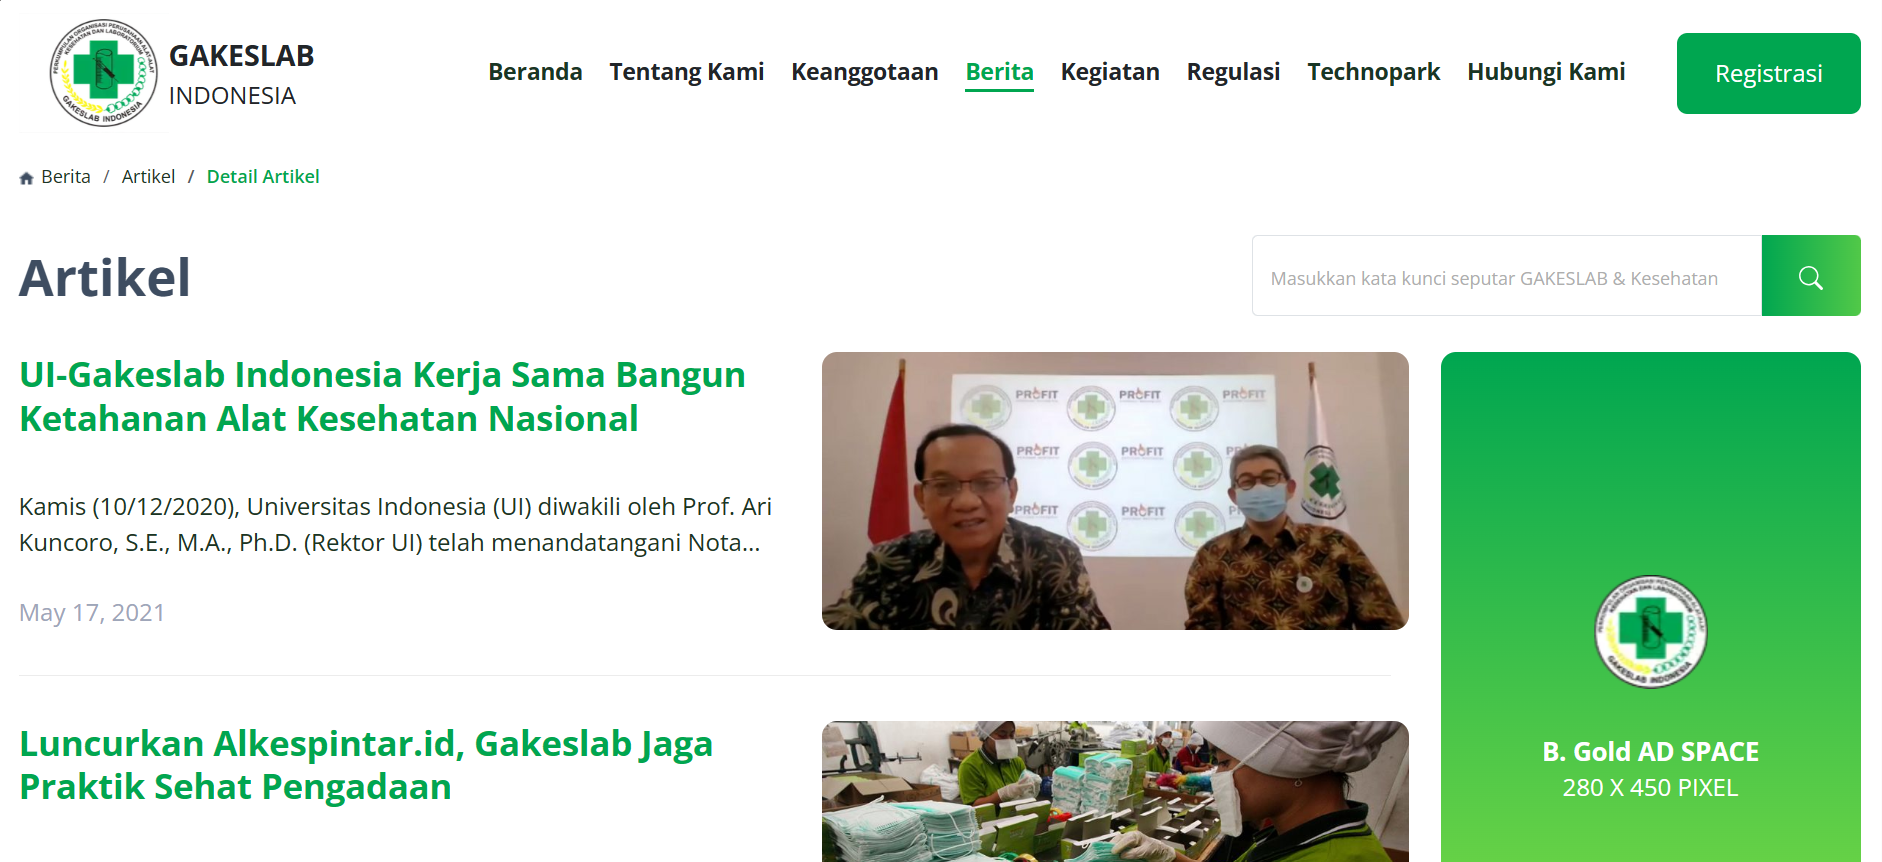 GAKESLAB
INDONESIA
Beranda Tentang Kami Keanggotaan Berita Kegiatan Regulasi Technopark Hubungi Kami
Registrasi
Berita / Artikel / Detail Artikel
Artikel
Masukkan kata kunci seputar GAKESLAB & Kesehatan
UI-Gakeslab Indonesia Kerja Sama Bangun
Ketahanan Alat Kesehatan Nasional
Kamis (10/12/2020), Universitas Indonesia (UI) diwakili oleh Prof. Ari
Kuncoro, S.E., M.A., Ph.D. (Rektor UI) telah menandatangani Nota...
May 17, 2021
PROFIT PROFIT PROFIT
PROFIT PROFIT
PROFIT PROFIT
Luncurkan Alkespintar.id, Gakeslab Jaga
Praktik Sehat Pengadaan
GAKESLAB INDONESIA
B. Gold AD SPACE
280 X 450 PIXEL